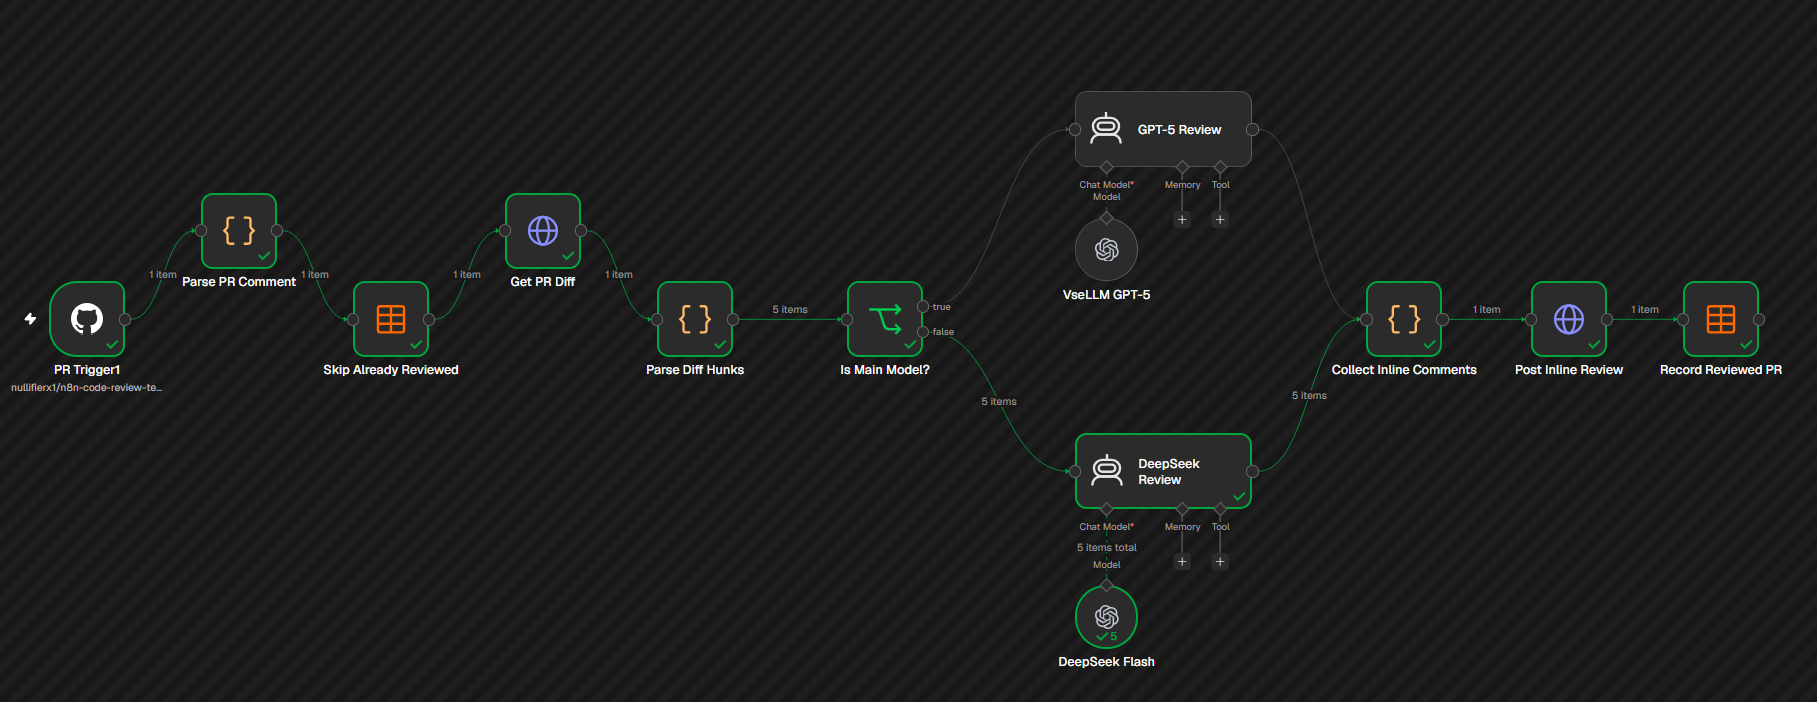 GPT-5 Review
Chat Model*
Model
Memory
Tool
VseLLM GPT-5
1 item
Parse PR Comment
1 item
1 item
Get PR Diff
1 item
PR Trigger1
nullifierx1/n8n-code-review-te...
Skip Already Reviewed
Parse Diff Hunks
5 items
Is Main Model?
true
false
5 items
DeepSeek
Review
Chat Model*
5 items total
Model
Memory
Tool
5
DeepSeek Flash
5 items
Collect Inline Comments
1 item
Post Inline Review
1 item
Record Reviewed PR